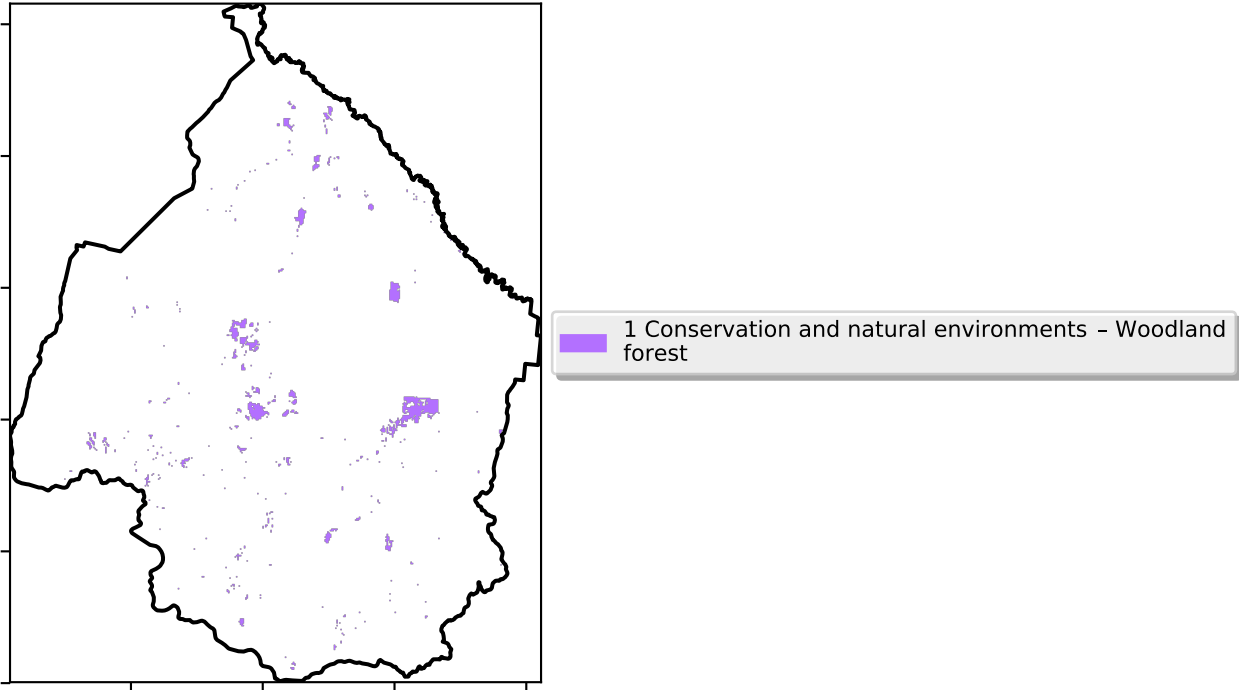 1 Conservation and natural environments – Woodland
forest